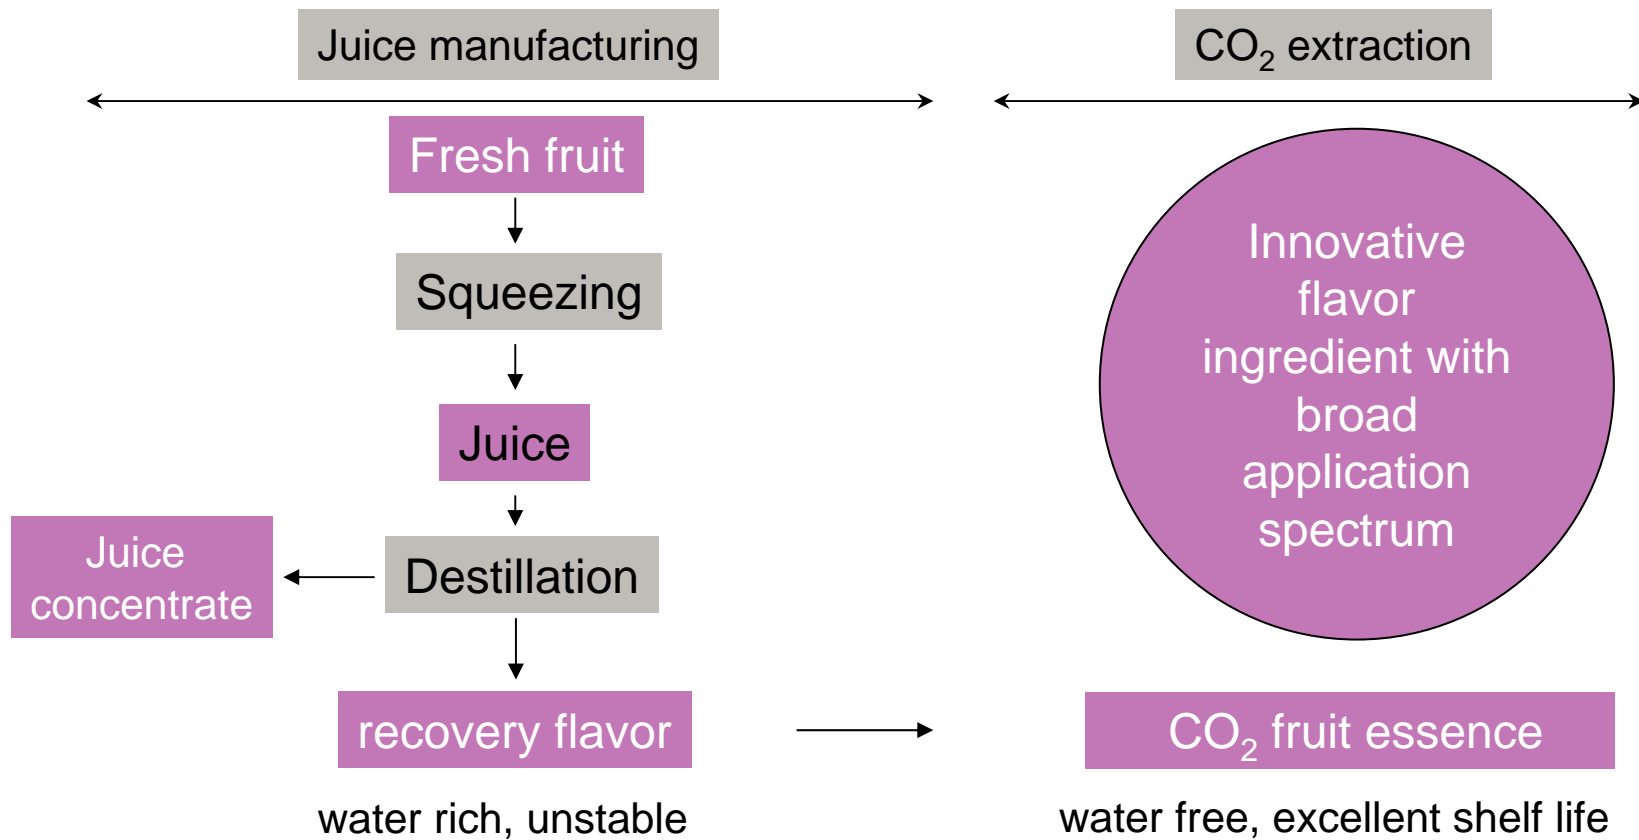 Juice manufacturing
CO₂ extraction
Fresh fruit
Squeezing
Juice
Destillation
Juice
concentrate
recovery flavor
water rich, unstable
Innovative
flavor
ingredient with
broad
application
spectrum
CO₂ fruit essence
water free, excellent shelf life